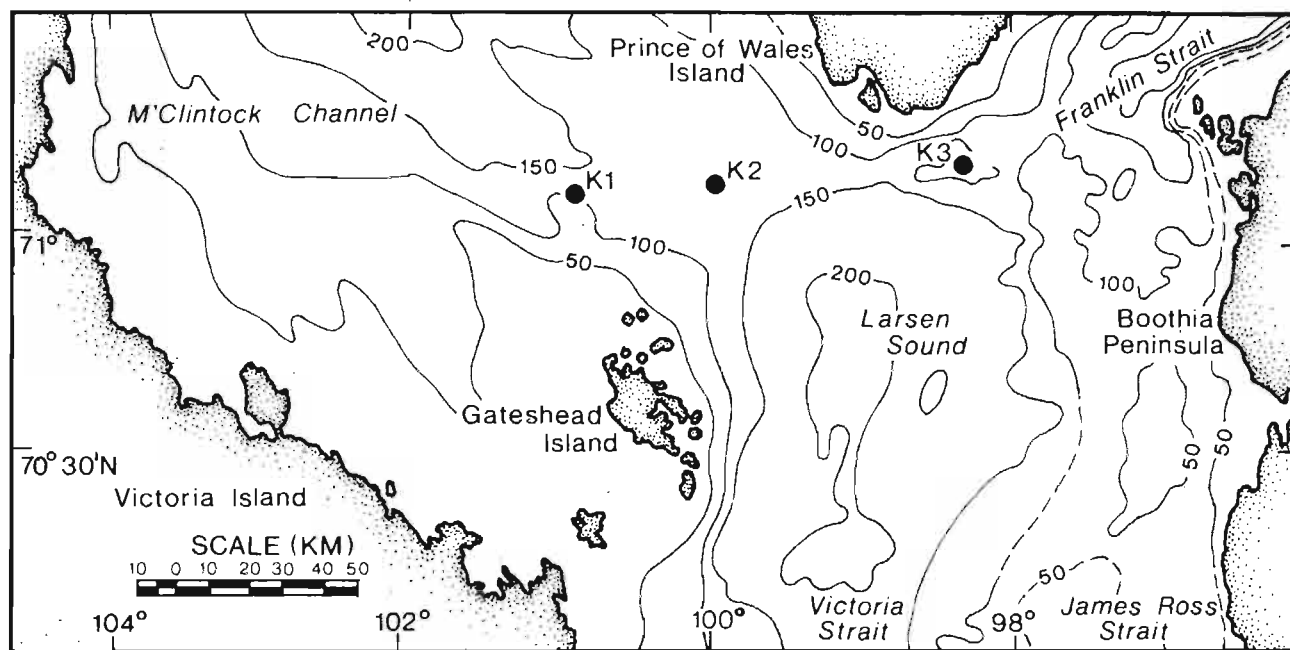 200
Prince of Wales
Island
Franklin Strait
M'Clintock Channel
50
100
150
K1
K2
K3
150
71°
50
100
200
100
Larsen
Sound
Boothia
Peninsula
Gateshead
Island
70° 30'N
50
50
Victoria Island
SCALE (KM)
10 0 10 20 30 40 50
50
104°
102°
100°
Victoria
Strait
98°
James Ross
Strait